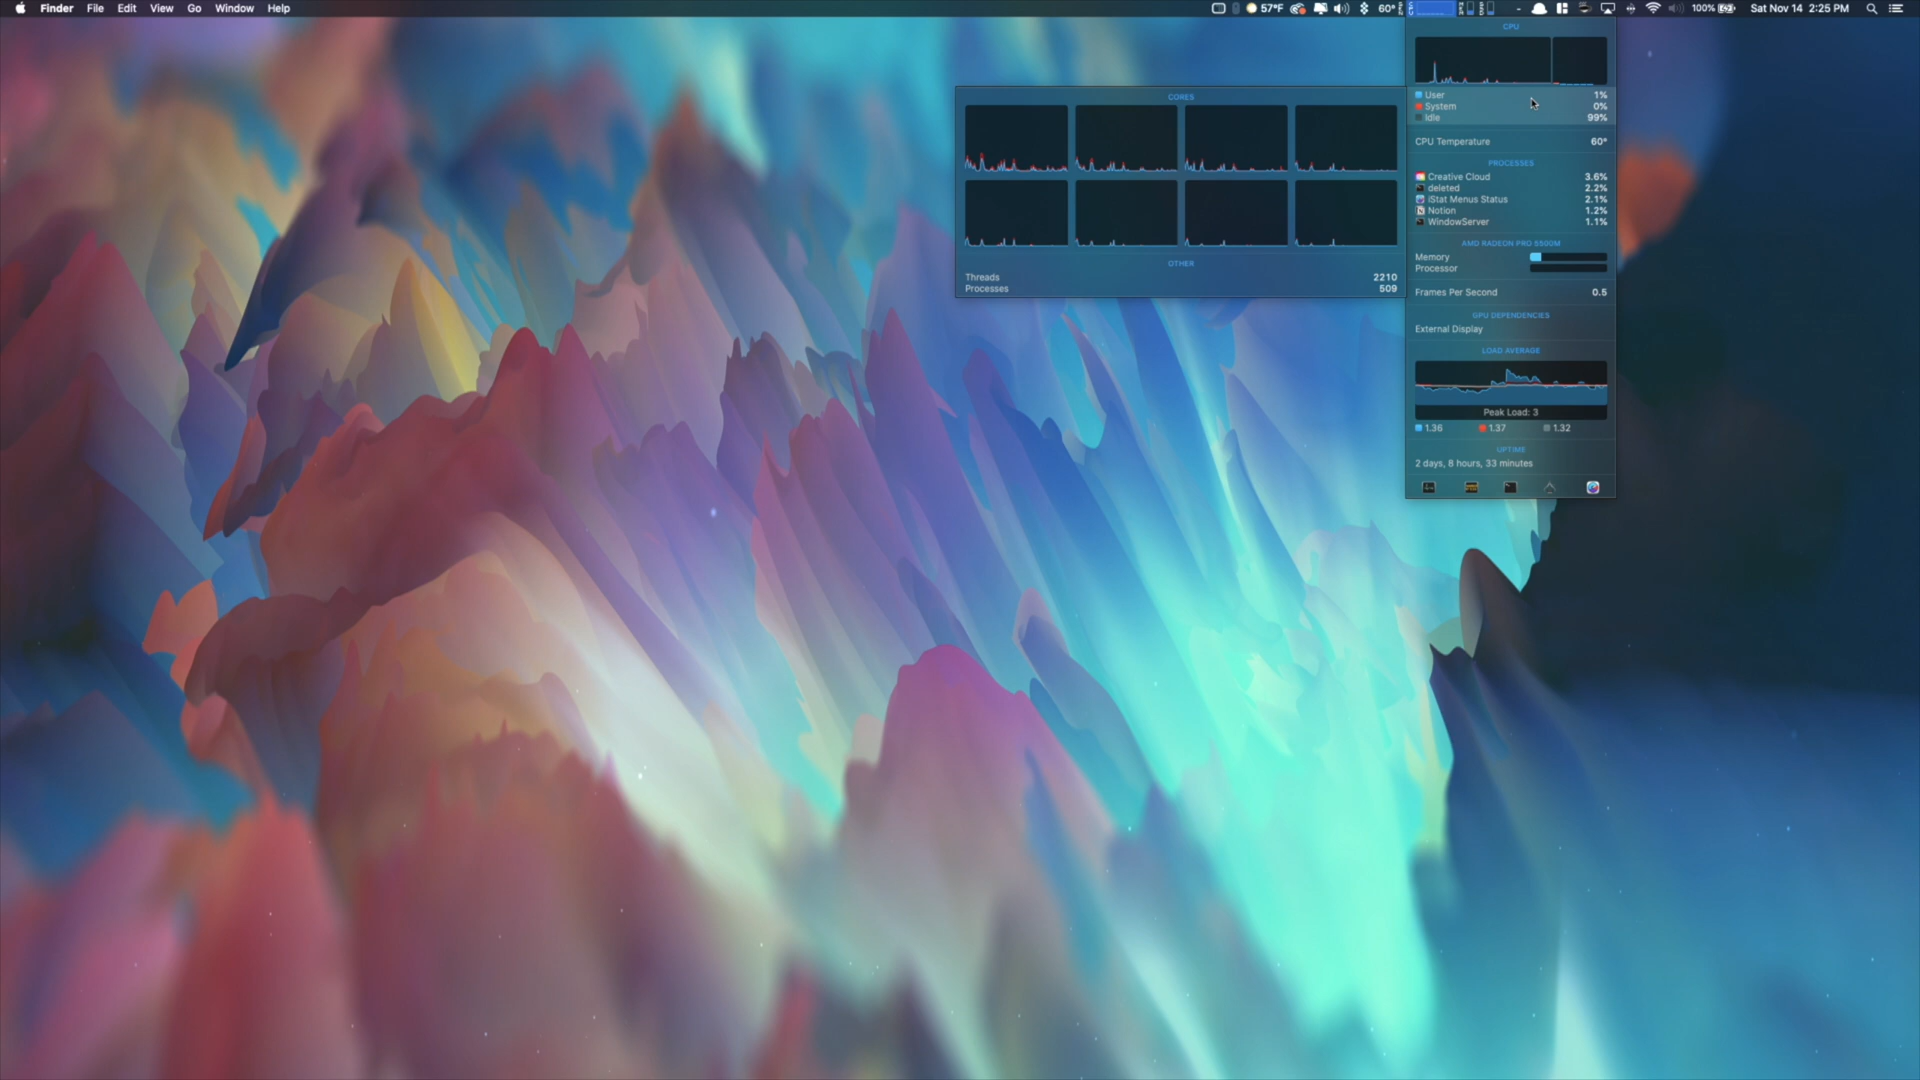 Finder File Edit View Go Window Help
57°F 60° 100% Sat Nov 14 2:25 PM
CPU
User 1%
System 0%
Idle 99%
CPU Temperature 60°
PROCESSES
Creative Cloud 3.6%
deleted 2.2%
iStat Menus Status 2.1%
Notion 1.2%
WindowServer 1.1%
AMD RADEON PRO 5500M
Memory
Processor
Frames Per Second 0.5
GPU DEPENDENCIES
External Display
LOAD AVERAGE
Peak Load: 3
1.36 1.37 1.32
UPTIME
2 days, 8 hours, 33 minutes
CORES
OTHER
Threads 2210
Processes 509